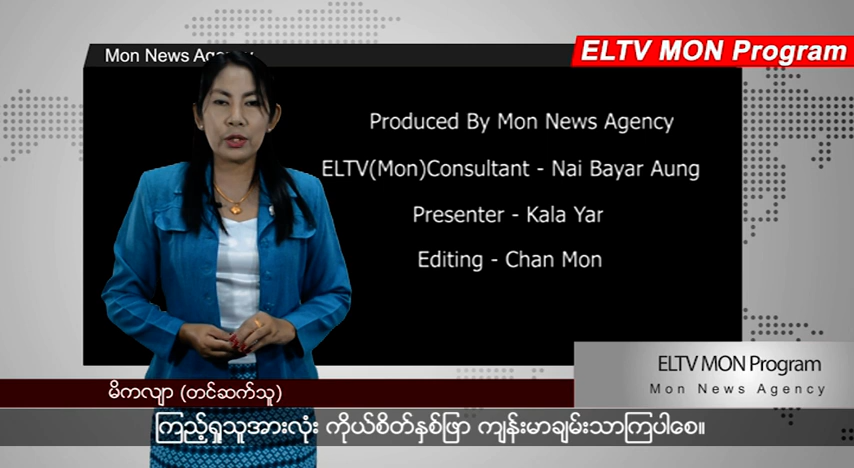 Mon News Agency
ELTV MON Program
Produced By Mon News Agency
ELTV(Mon)Consultant - Nai Bayar Aung
Presenter - Kala Yar
Editing - Chan Mon
ELTV MON Program
Mon News Agency
မိကလျာ (တင်ဆက်သူ)
ကြည့်ရှုသူအားလုံး ကိုယ်စိတ်နှစ်ဖြာ ကျန်းမာချမ်းသာကြပါစေ။